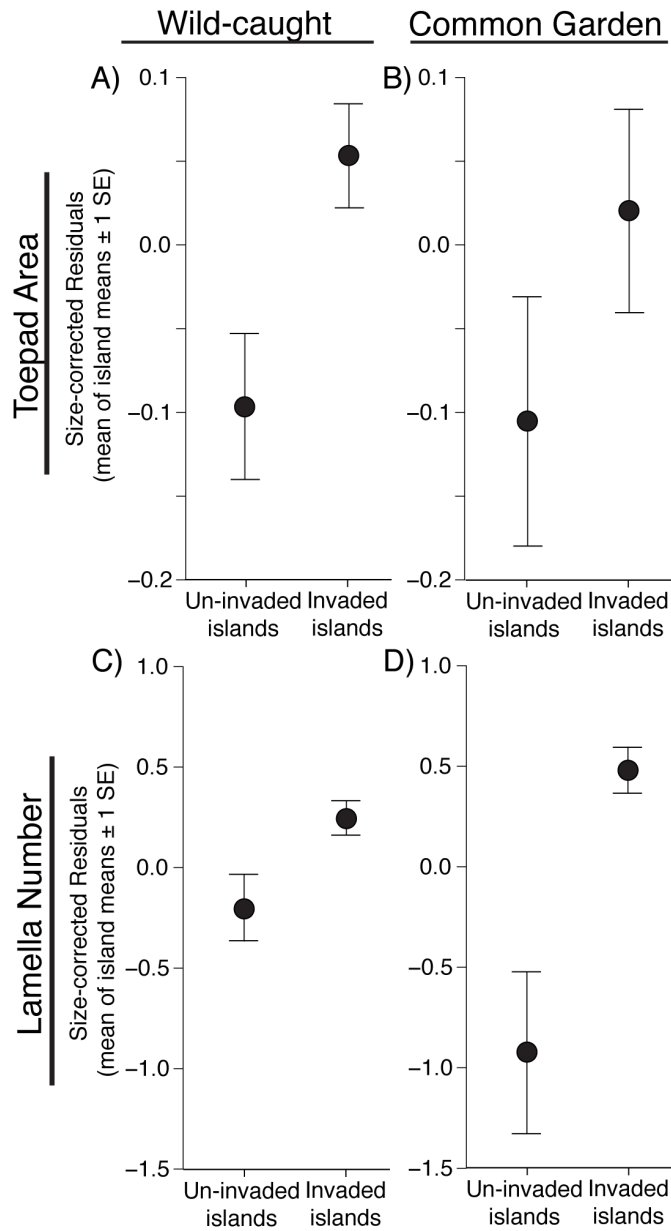 Wild-caught
Common Garden
Toepad Area
Size-corrected Residuals
(mean of island means ± 1 SE)
A)
0.1
0.0
−0.1
−0.2
Un-invaded
islands
Invaded
islands
B)
0.1
0.0
−0.1
−0.2
Un-invaded
islands
Invaded
islands
Lamella Number
Size-corrected Residuals
(mean of island means ± 1 SE)
C)
1.0
0.5
0.0
−0.5
−1.0
−1.5
Un-invaded
islands
Invaded
islands
D)
1.0
0.5
0.0
−0.5
−1.0
−1.5
Un-invaded
islands
Invaded
islands